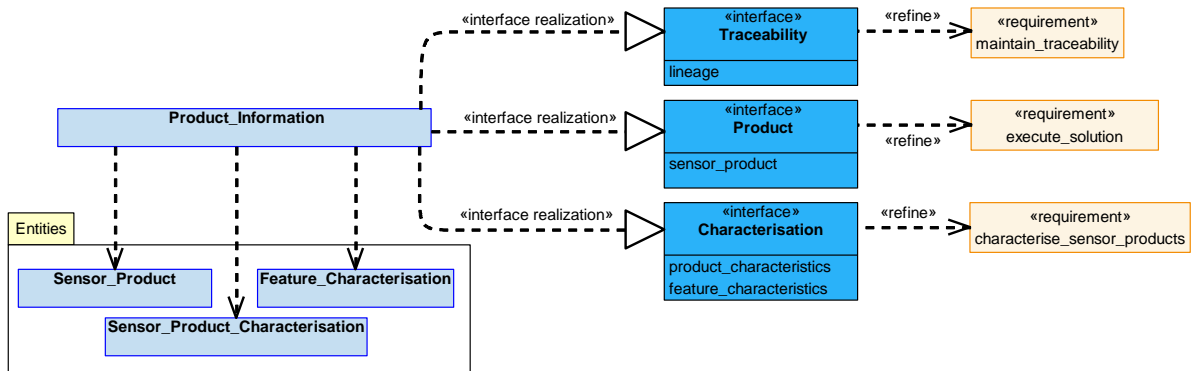 «interface realization»
«interface»
Traceability
lineage
«refine»
«requirement»
maintain_traceability
Product_Information
«interface realization»
«interface»
Product
sensor_product
«refine»
«requirement»
execute_solution
«interface realization»
«interface»
Characterisation
product_characteristics
feature_characteristics
«refine»
«requirement»
characterise_sensor_products
Entities
Sensor_Product
Feature_Characterisation
Sensor_Product_Characterisation